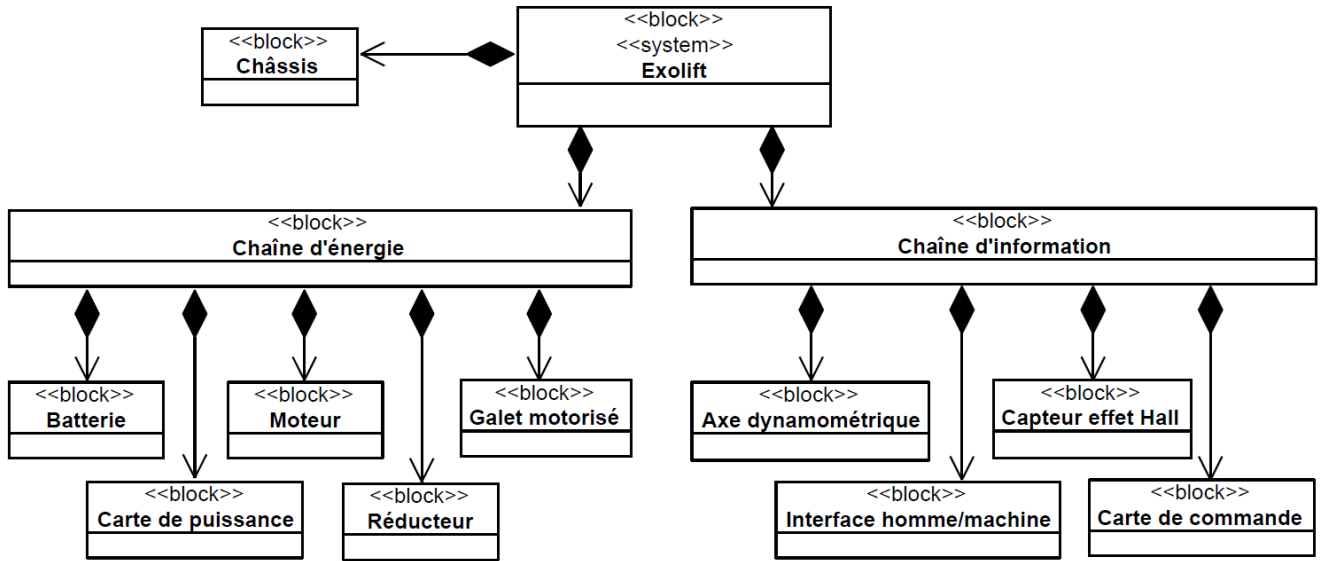 <<block>>
<<system>>
Exolift
<<block>>
Châssis
<<block>>
Chaîne d'énergie
<<block>>
Chaîne d'information
<<block>>
Batterie
<<block>>
Moteur
<<block>>
Galet motorisé
<<block>>
Axe dynamométrique
<<block>>
Capteur effet Hall
<<block>>
Carte de puissance
<<block>>
Réducteur
<<block>>
Interface homme/machine
<<block>>
Carte de commande